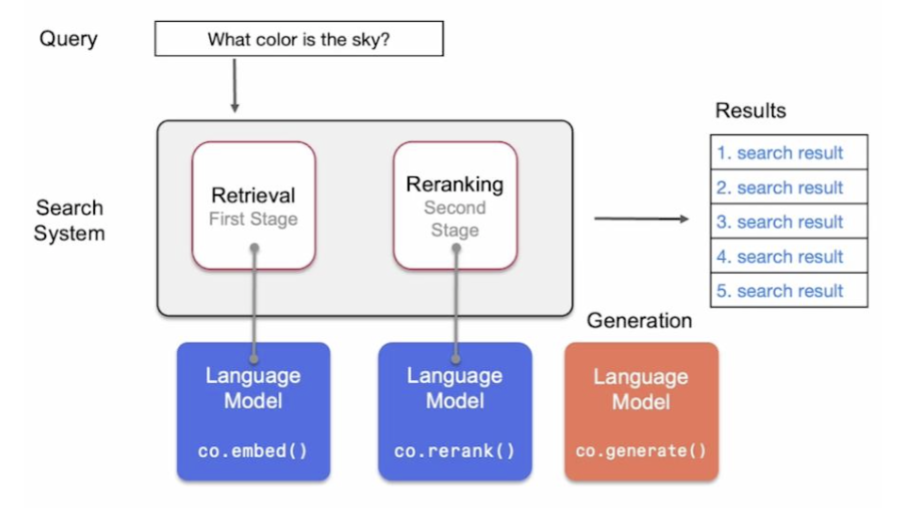 Query
What color is the sky?
Results
1. search result
2. search result
3. search result
4. search result
5. search result
Search
System
Retrieval
First Stage
Reranking
Second
Stage
Generation
Language
Model
co.embed()
Language
Model
co.rerank()
Language
Model
co.generate()